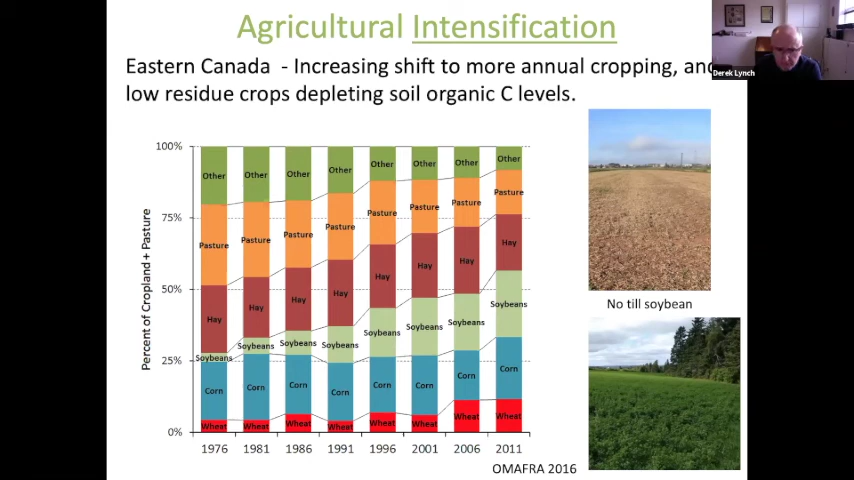 Agricultural Intensification
Eastern Canada - Increasing shift to more annual cropping, and
low residue crops depleting soil organic C levels.
Derek Lynch
Percent of Cropland + Pasture
100%
75%
50%
25%
0%
Other Other Other Other Other Other Other Other
Pasture Pasture Pasture Pasture Pasture Pasture Pasture Pasture
Hay Hay Hay Hay Hay Hay Hay Hay
Soybeans Soybeans Soybeans Soybeans Soybeans Soybeans Soybeans Soybeans
Corn Corn Corn Corn Corn Corn Corn Corn
Wheat Wheat Wheat Wheat Wheat Wheat Wheat Wheat
1976 1981 1986 1991 1996 2001 2006 2011
OMAFRA 2016
No till soybean